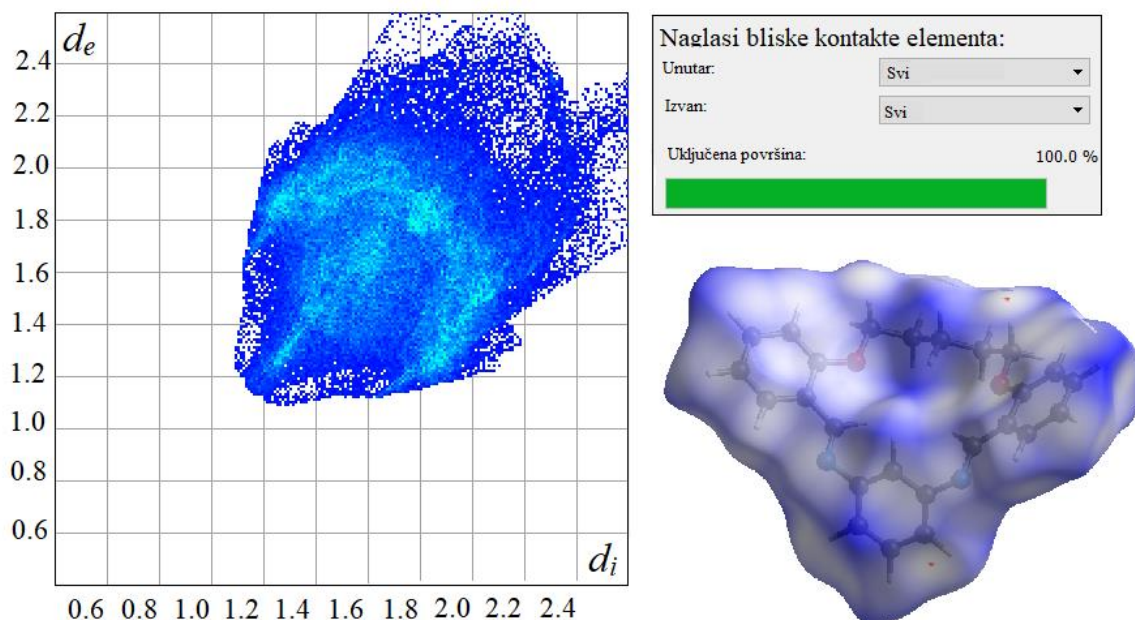 d_e
2.4
2.2
2.0
1.8
1.6
1.4
1.2
1.0
0.8
0.6
d_i
0.6 0.8 1.0 1.2 1.4 1.6 1.8 2.0 2.2 2.4
Naglasi bliske kontakte elementa:
Unutar: Svi
Izvan: Svi
Uključena površina: 100.0 %